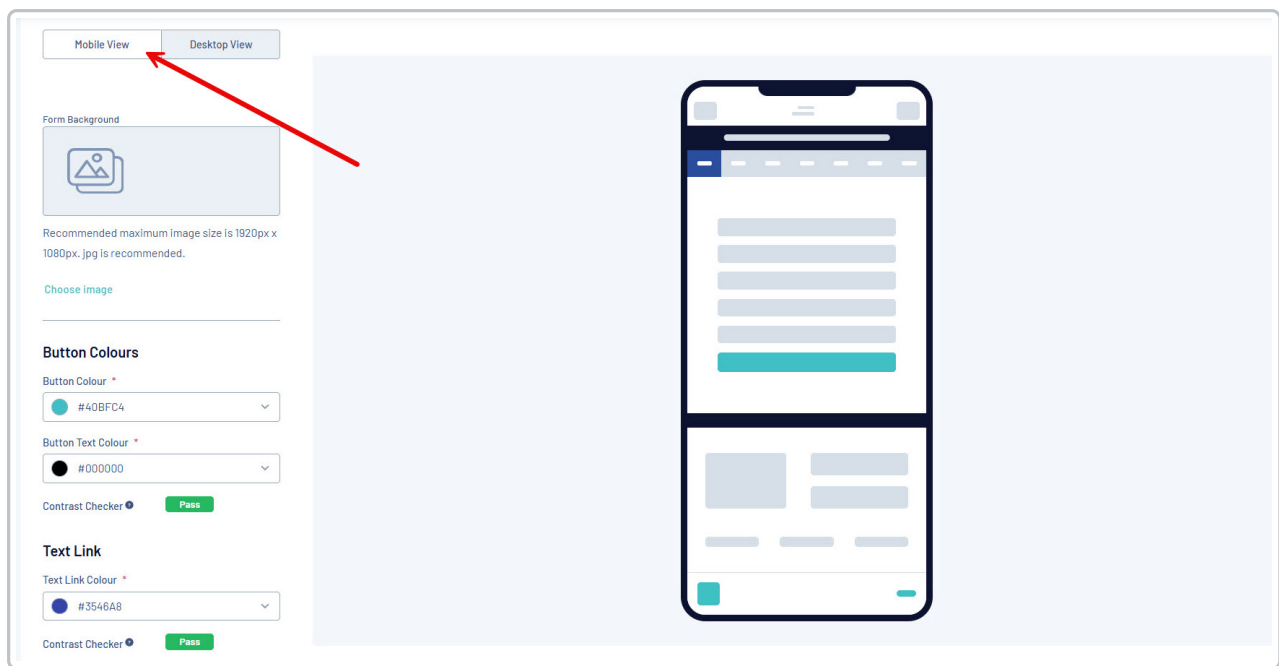 Mobile View
Desktop View
Form Background
Recommended maximum image size is 1920px x
1080px. jpg is recommended.
Choose image
Button Colours
Button Colour *
#40BFC4
Button Text Colour *
#000000
Contrast Checker
Pass
Text Link
Text Link Colour *
#3546A8
Contrast Checker
Pass